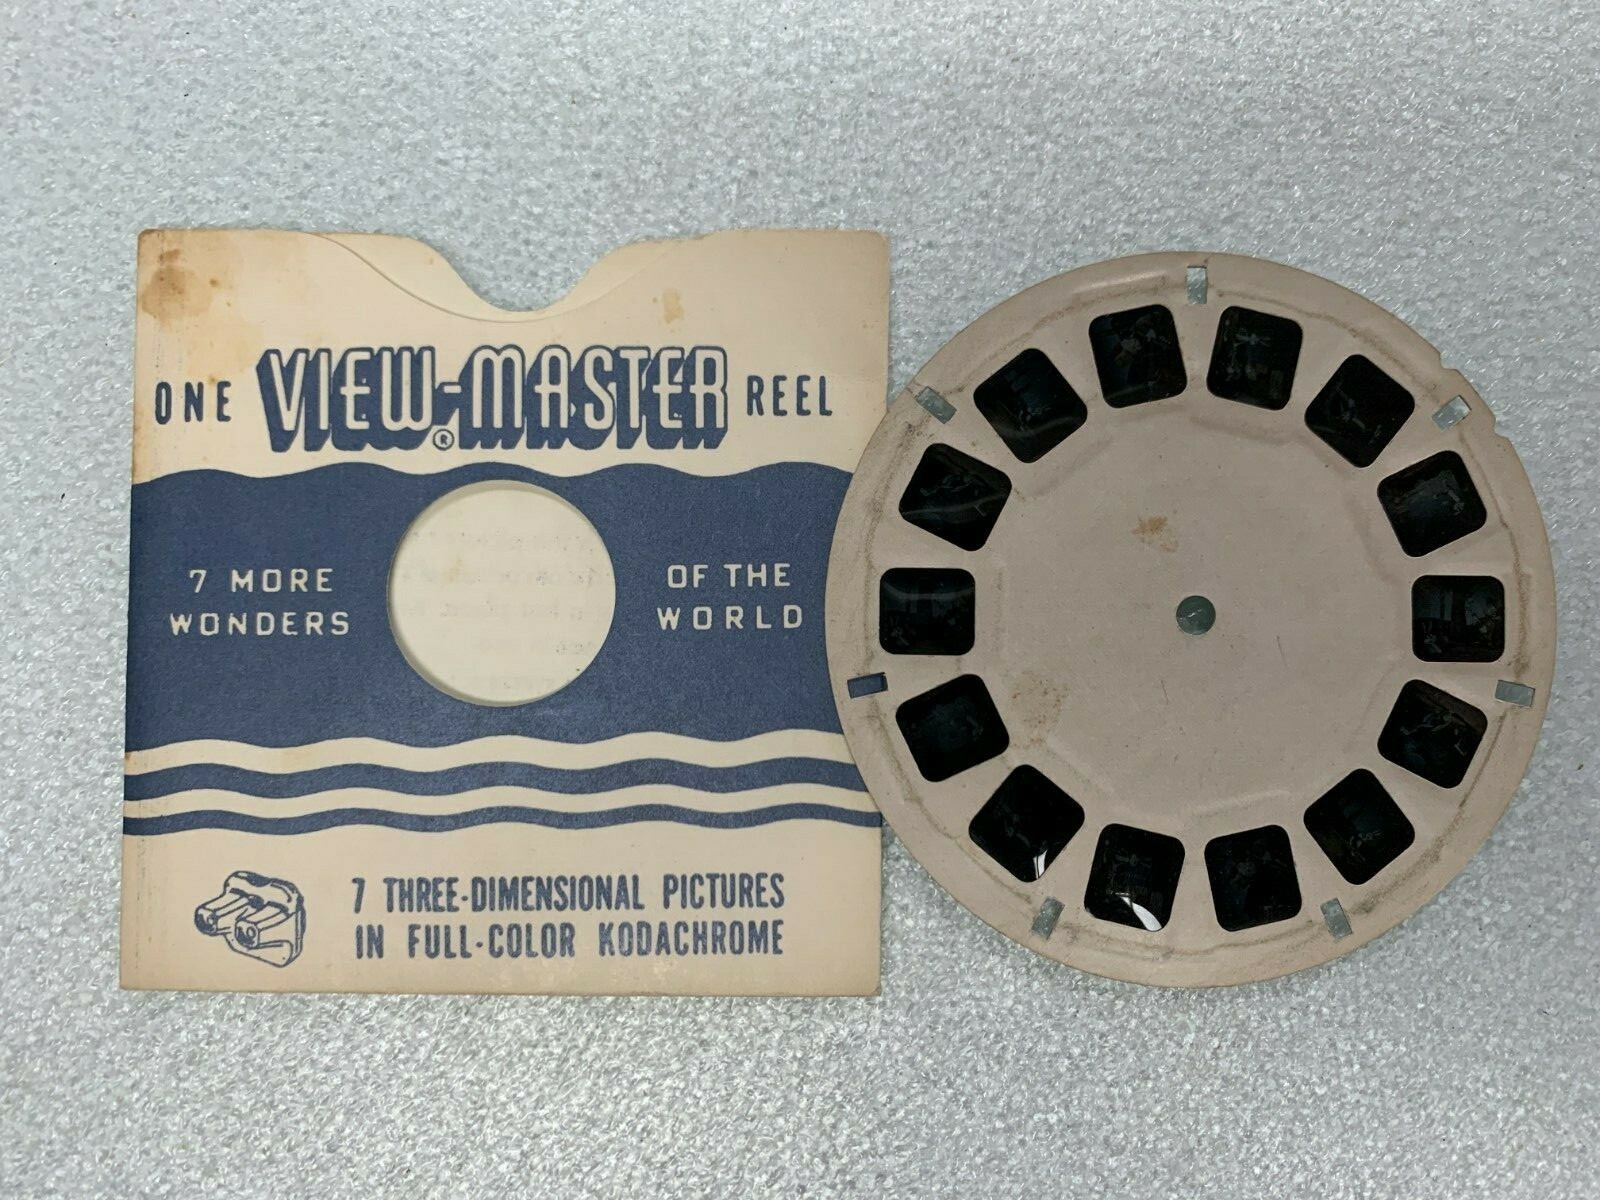 ONE VIEW-MASTER® REEL
7 MORE WONDERS
OF THE WORLD
7 THREE-DIMENSIONAL PICTURES
IN FULL-COLOR KODACHROME